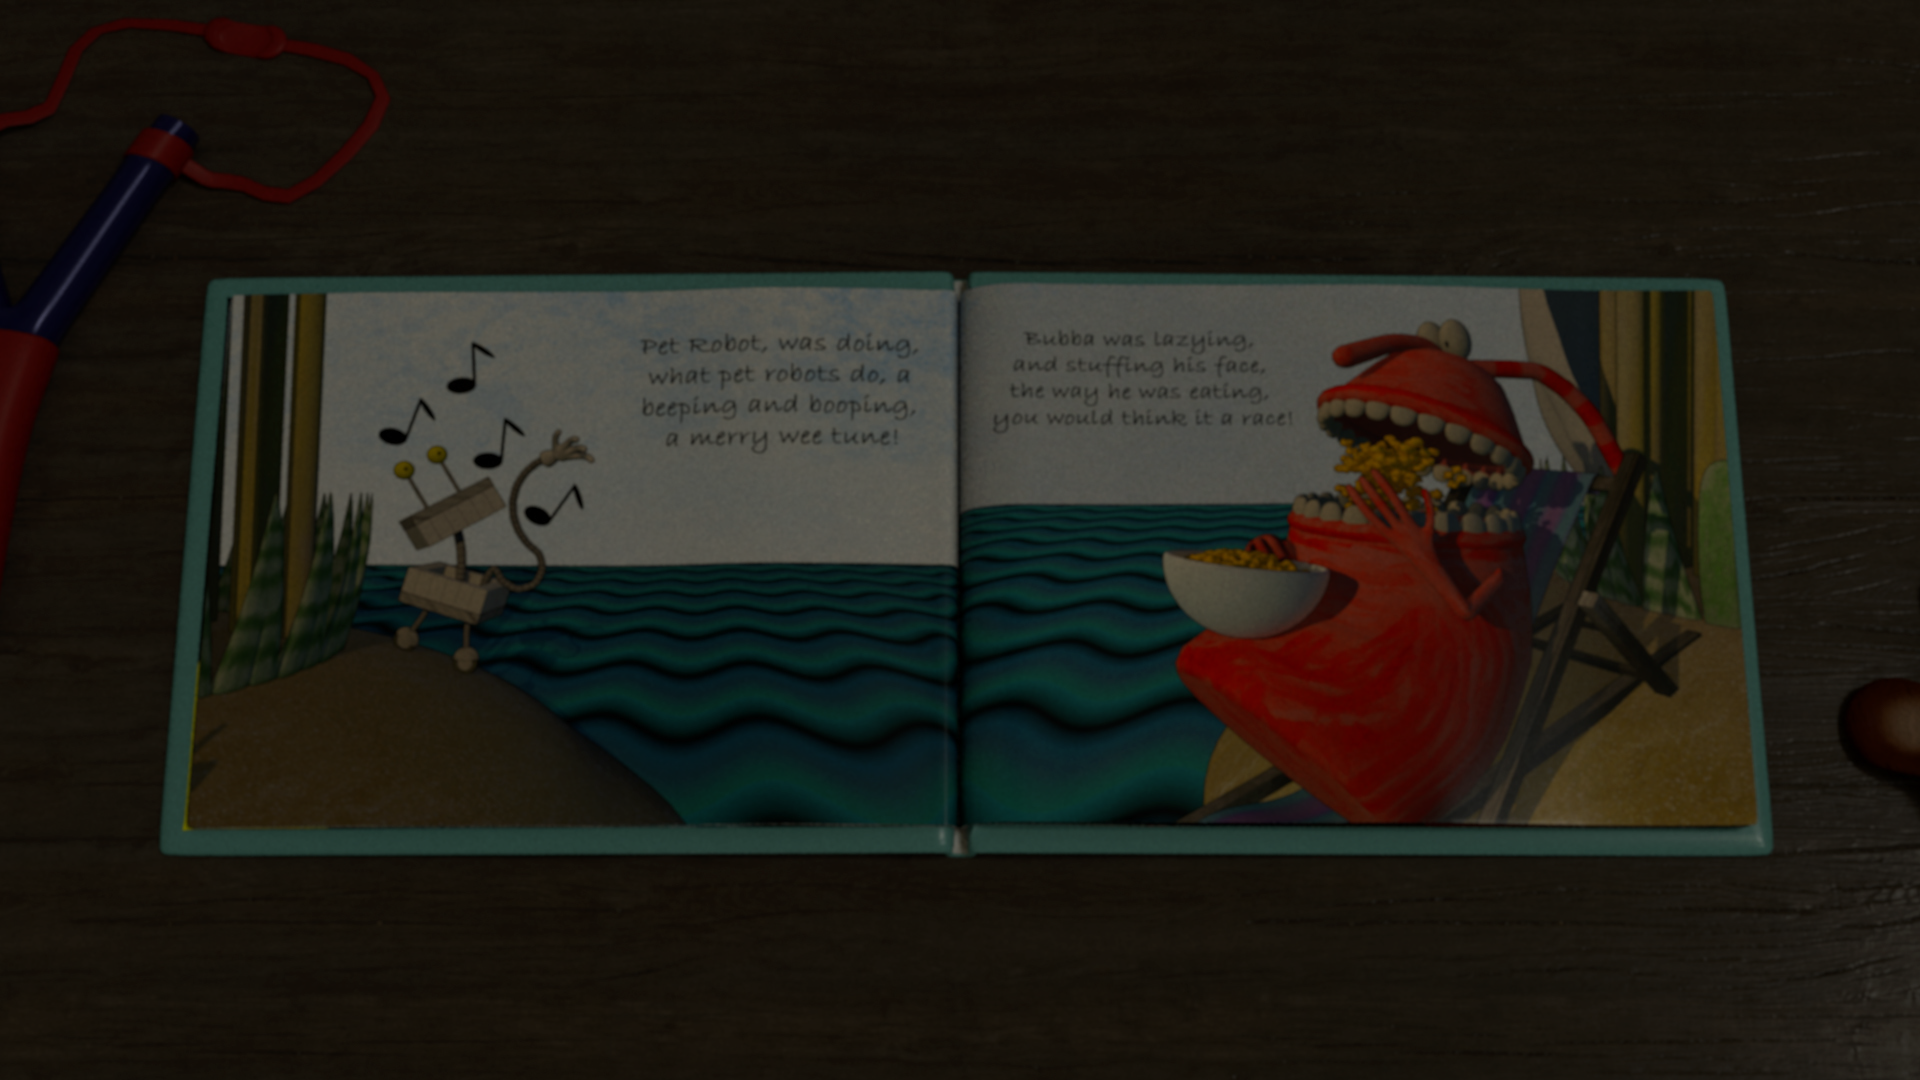 Pet Robot, was doing,
what pet robots do, a
beeping and booping,
a merry wee tune!
Bubba was lazying,
and stuffing his face,
the way he was eating,
you would think it a race!